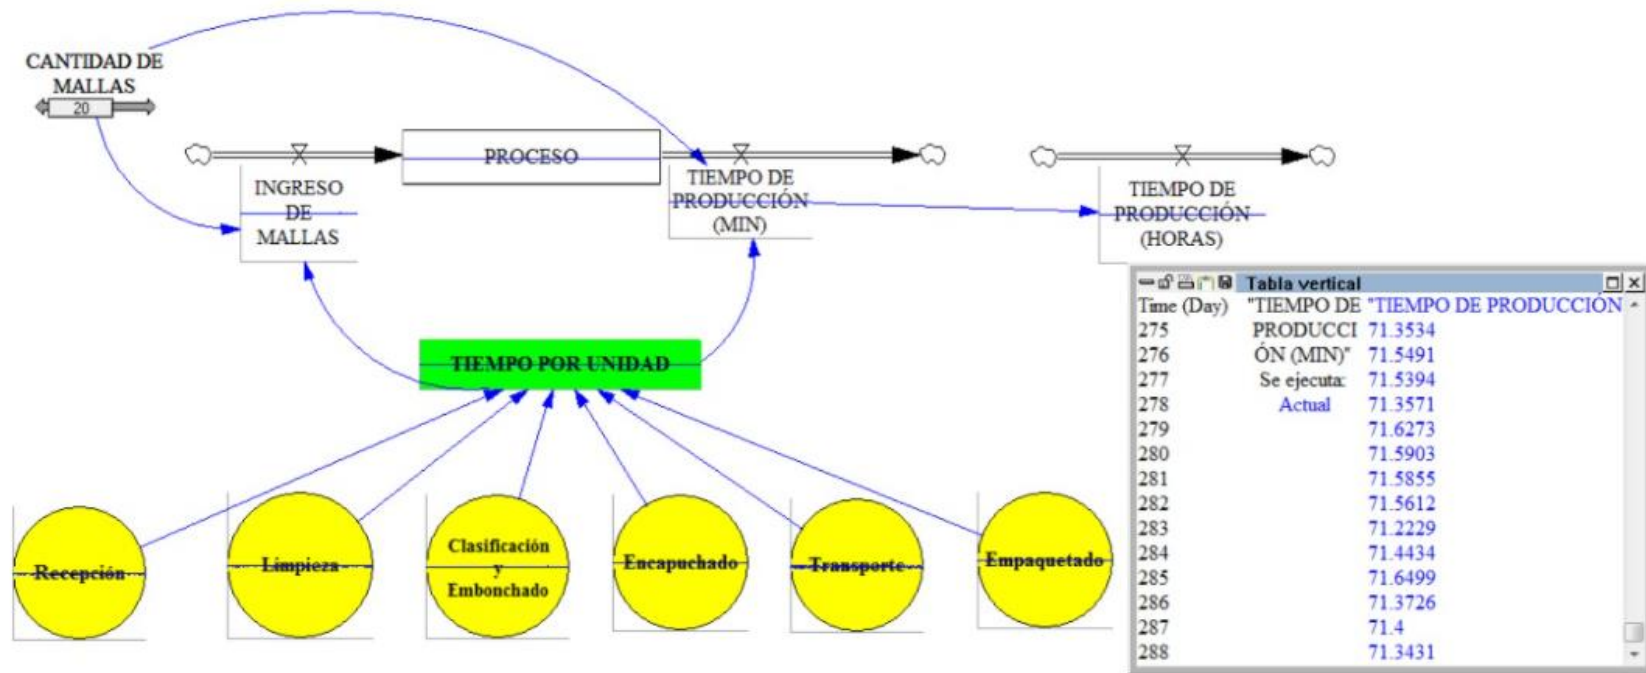 CANTIDAD DE
MALLAS
20
PROCESO
INGRESO
DE
MALLAS
TIEMPO DE
PRODUCCIÓN
(MIN)
TIEMPO DE
PRODUCCIÓN
(HORAS)
TIEMPO POR UNIDAD
Recepción
Limpieza
Clasificación
y
Embonchado
Encapuchado
Transporte
Empaquetado
Tabla vertical
Time (Day) "TIEMPO DE "TIEMPO DE PRODUCCIÓN
275 PRODUCCI 71.3534
276 ÓN (MIN)" 71.5491
277 Se ejecuta: 71.5394
278 Actual 71.3571
279 71.6273
280 71.5903
281 71.5855
282 71.5612
283 71.2229
284 71.4434
285 71.6499
286 71.3726
287 71.4
288 71.3431